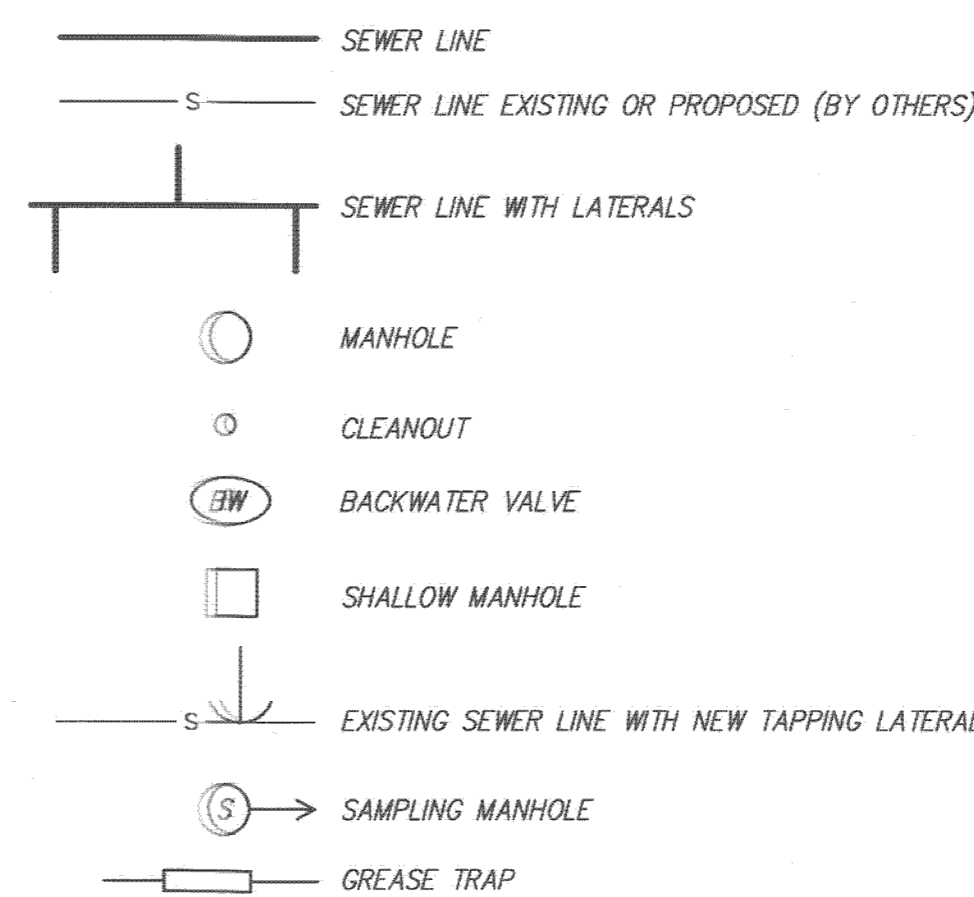 SEWER LINE
S SEWER LINE EXISTING OR PROPOSED (BY OTHERS)
SEWER LINE WITH LATERALS
MANHOLE
CLEANOUT
BW BACKWATER VALVE
SHALLOW MANHOLE
S EXISTING SEWER LINE WITH NEW TAPPING LATERAL
S SAMPLING MANHOLE
GREASE TRAP